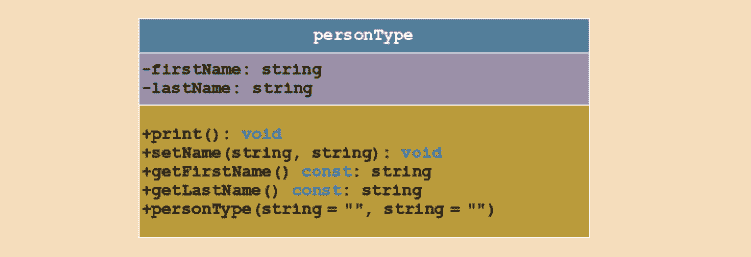 personType
-firstName: string
-lastName: string
+print(): void
+setName(string, string): void
+getFirstName() const: string
+getLastName() const: string
+personType(string = "", string = "")